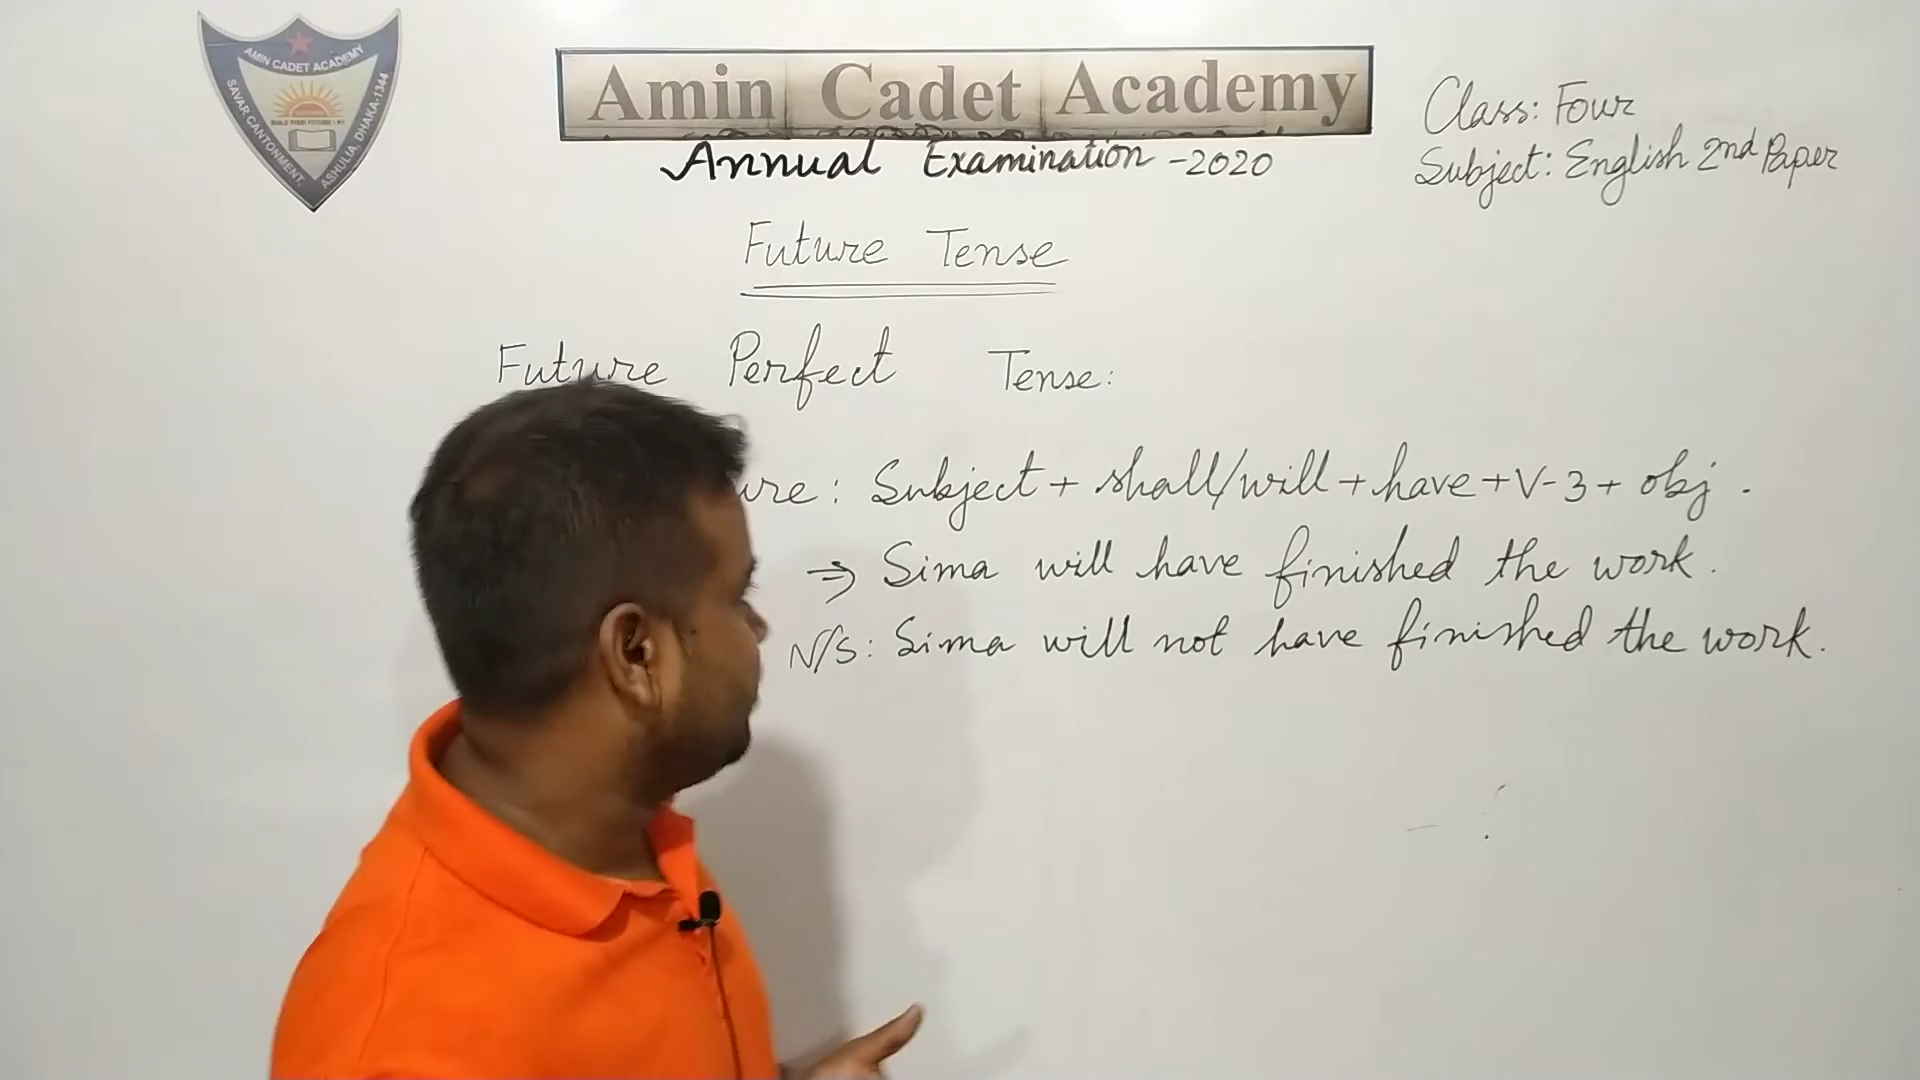 AMIN CADET ACADEMY
SAVAR CANTONMENT, ASHULIA, DHAKA-1344
Amin Cadet Academy
Annual Examination -2020
Class: Four
Subject: English 2nd Paper
Future Tense
Future Perfect Tense:
ure: Subject + shall/will + have + V-3 + obj.
⇒ Sima will have finished the work.
N/S: Sima will not have finished the work.